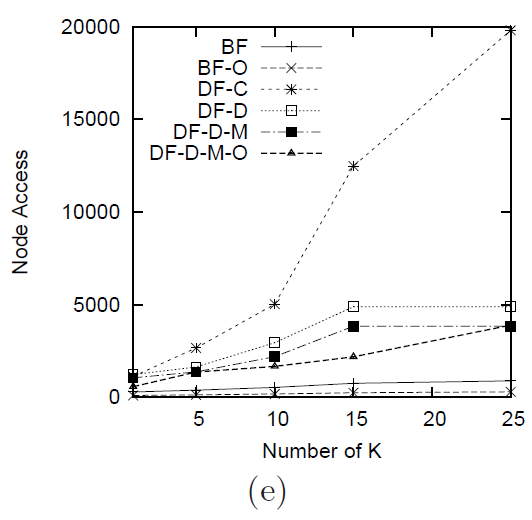 20000
15000
10000
5000
0
Node Access
BF
BF-O
DF-C
DF-D
DF-D-M
DF-D-M-O
5 10 15 20 25
Number of K
(e)